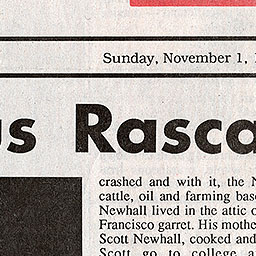 Sunday, November 1,
us Rasca
crashed and with it, the N
cattle, oil and farming base
Newhall lived in the attic o
Francisco garret. His mothe
Scott Newhall, cooked and
Scott go to college a